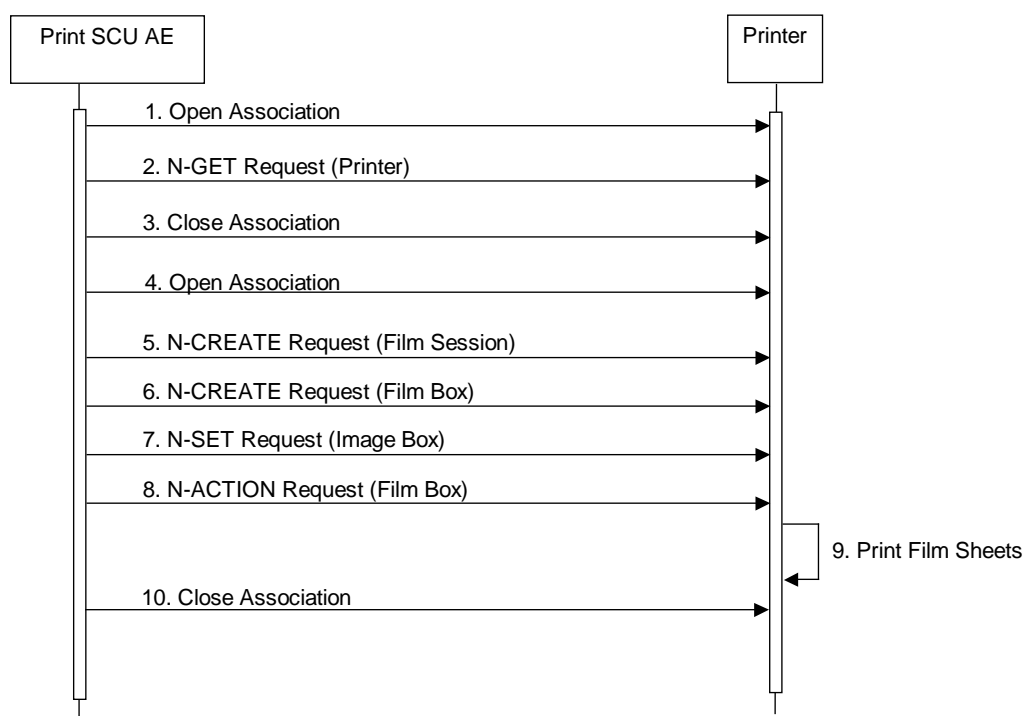 Print SCU AE
Printer
1. Open Association
2. N-GET Request (Printer)
3. Close Association
4. Open Association
5. N-CREATE Request (Film Session)
6. N-CREATE Request (Film Box)
7. N-SET Request (Image Box)
8. N-ACTION Request (Film Box)
9. Print Film Sheets
10. Close Association